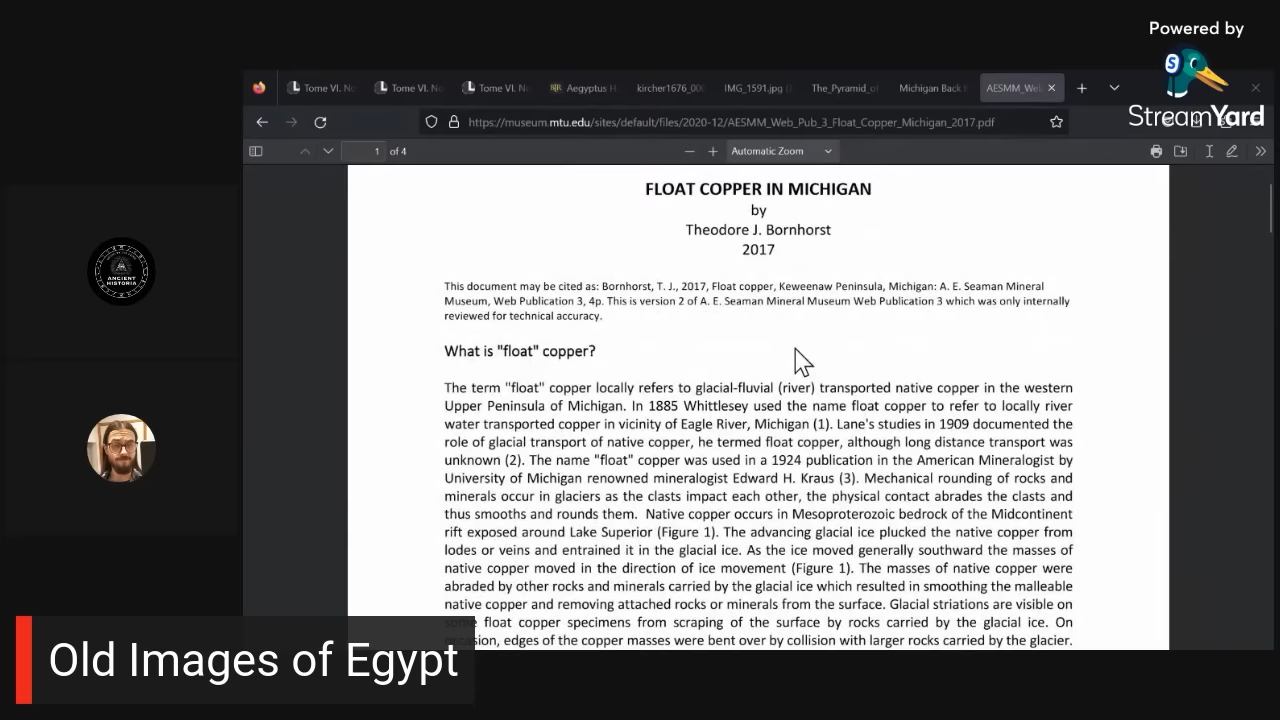 Powered by
StreamYard
Tome VI. No
Tome VI. No
Tome VI. N
Aegyptus H
kircher1676_00
IMG_1591.jpg (
The_Pyramid_of
Michigan Back
AESMM_Wel
https://museum.mtu.edu/sites/default/files/2020-12/AESMM_Web_Pub_3_Float_Copper_Michigan_2017.pdf
1 of 4
Automatic Zoom
FLOAT COPPER IN MICHIGAN
by
Theodore J. Bornhorst
2017
This document may be cited as: Bornhorst, T. J., 2017, Float copper, Keweenaw Peninsula, Michigan: A. E. Seaman Mineral
Museum, Web Publication 3, 4p. This is version 2 of A. E. Seaman Mineral Museum Web Publication 3 which was only internally
reviewed for technical accuracy.
What is "float" copper?
The term "float" copper locally refers to glacial-fluvial (river) transported native copper in the western
Upper Peninsula of Michigan. In 1885 Whittlesey used the name float copper to refer to locally river
water transported copper in vicinity of Eagle River, Michigan (1). Lane's studies in 1909 documented the
role of glacial transport of native copper, he termed float copper, although long distance transport was
unknown (2). The name "float" copper was used in a 1924 publication in the American Mineralogist by
University of Michigan renowned mineralogist Edward H. Kraus (3). Mechanical rounding of rocks and
minerals occur in glaciers as the clasts impact each other, the physical contact abrades the clasts and
thus smooths and rounds them. Native copper occurs in Mesoproterozoic bedrock of the Midcontinent
rift exposed around Lake Superior (Figure 1). The advancing glacial ice plucked the native copper from
lodes or veins and entrained it in the glacial ice. As the ice moved generally southward the masses of
native copper moved in the direction of ice movement (Figure 1). The masses of native copper were
abraded by other rocks and minerals carried by the glacial ice which resulted in smoothing the malleable
native copper and removing attached rocks or minerals from the surface. Glacial striations are visible on
some float copper specimens from scraping of the surface by rocks carried by the glacial ice. On
occasion, edges of the copper masses were bent over by collision with larger rocks carried by the glacier.
ANCIENT
HISTORIA
Old Images of Egypt